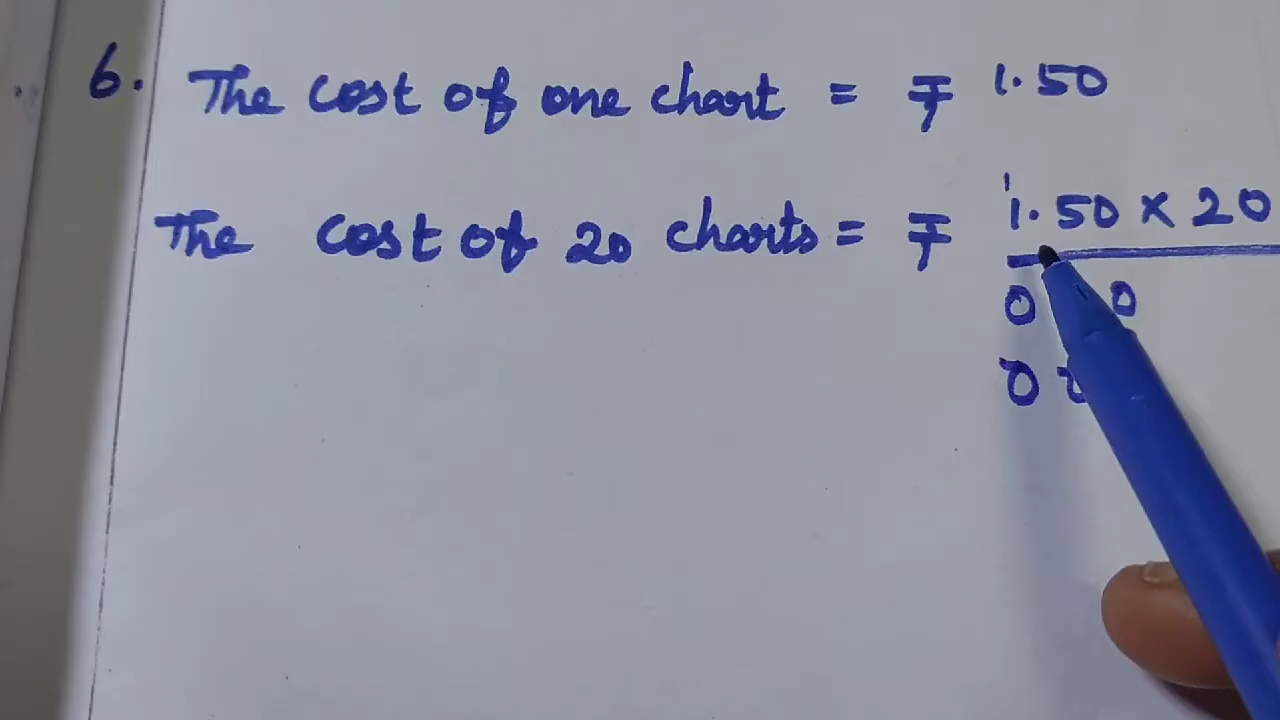 6. The cost of one chart = ₹ 1.50
1
The cost of 20 charts = ₹ 1.50 × 20
0 0
0